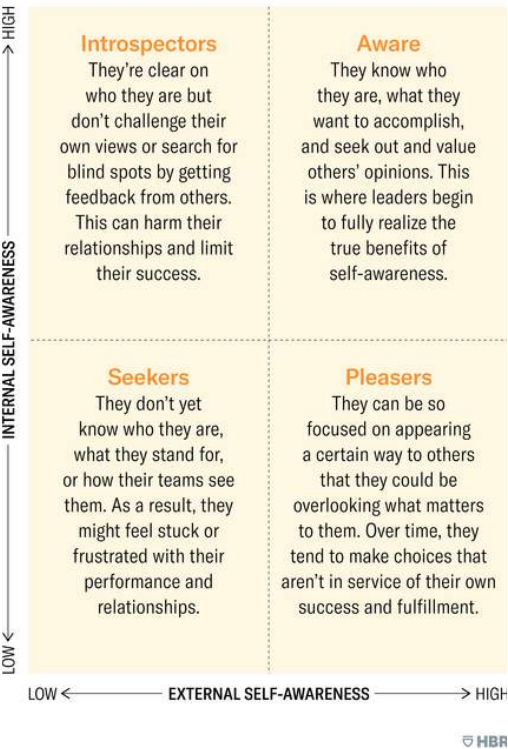 Introspectors
They're clear on
who they are but
don't challenge their
own views or search for
blind spots by getting
feedback from others.
This can harm their
relationships and limit
their success.
Aware
They know who
they are, what they
want to accomplish,
and seek out and value
others' opinions. This
is where leaders begin
to fully realize the
true benefits of
self-awareness.
Seekers
They don't yet
know who they are,
what they stand for,
or how their teams see
them. As a result, they
might feel stuck or
frustrated with their
performance and
relationships.
Pleasers
They can be so
focused on appearing
a certain way to others
that they could be
overlooking what matters
to them. Over time, they
tend to make choices that
aren't in service of their own
success and fulfillment.
LOW INTERNAL SELF-AWARENESS HIGH
LOW EXTERNAL SELF-AWARENESS HIGH
HBR